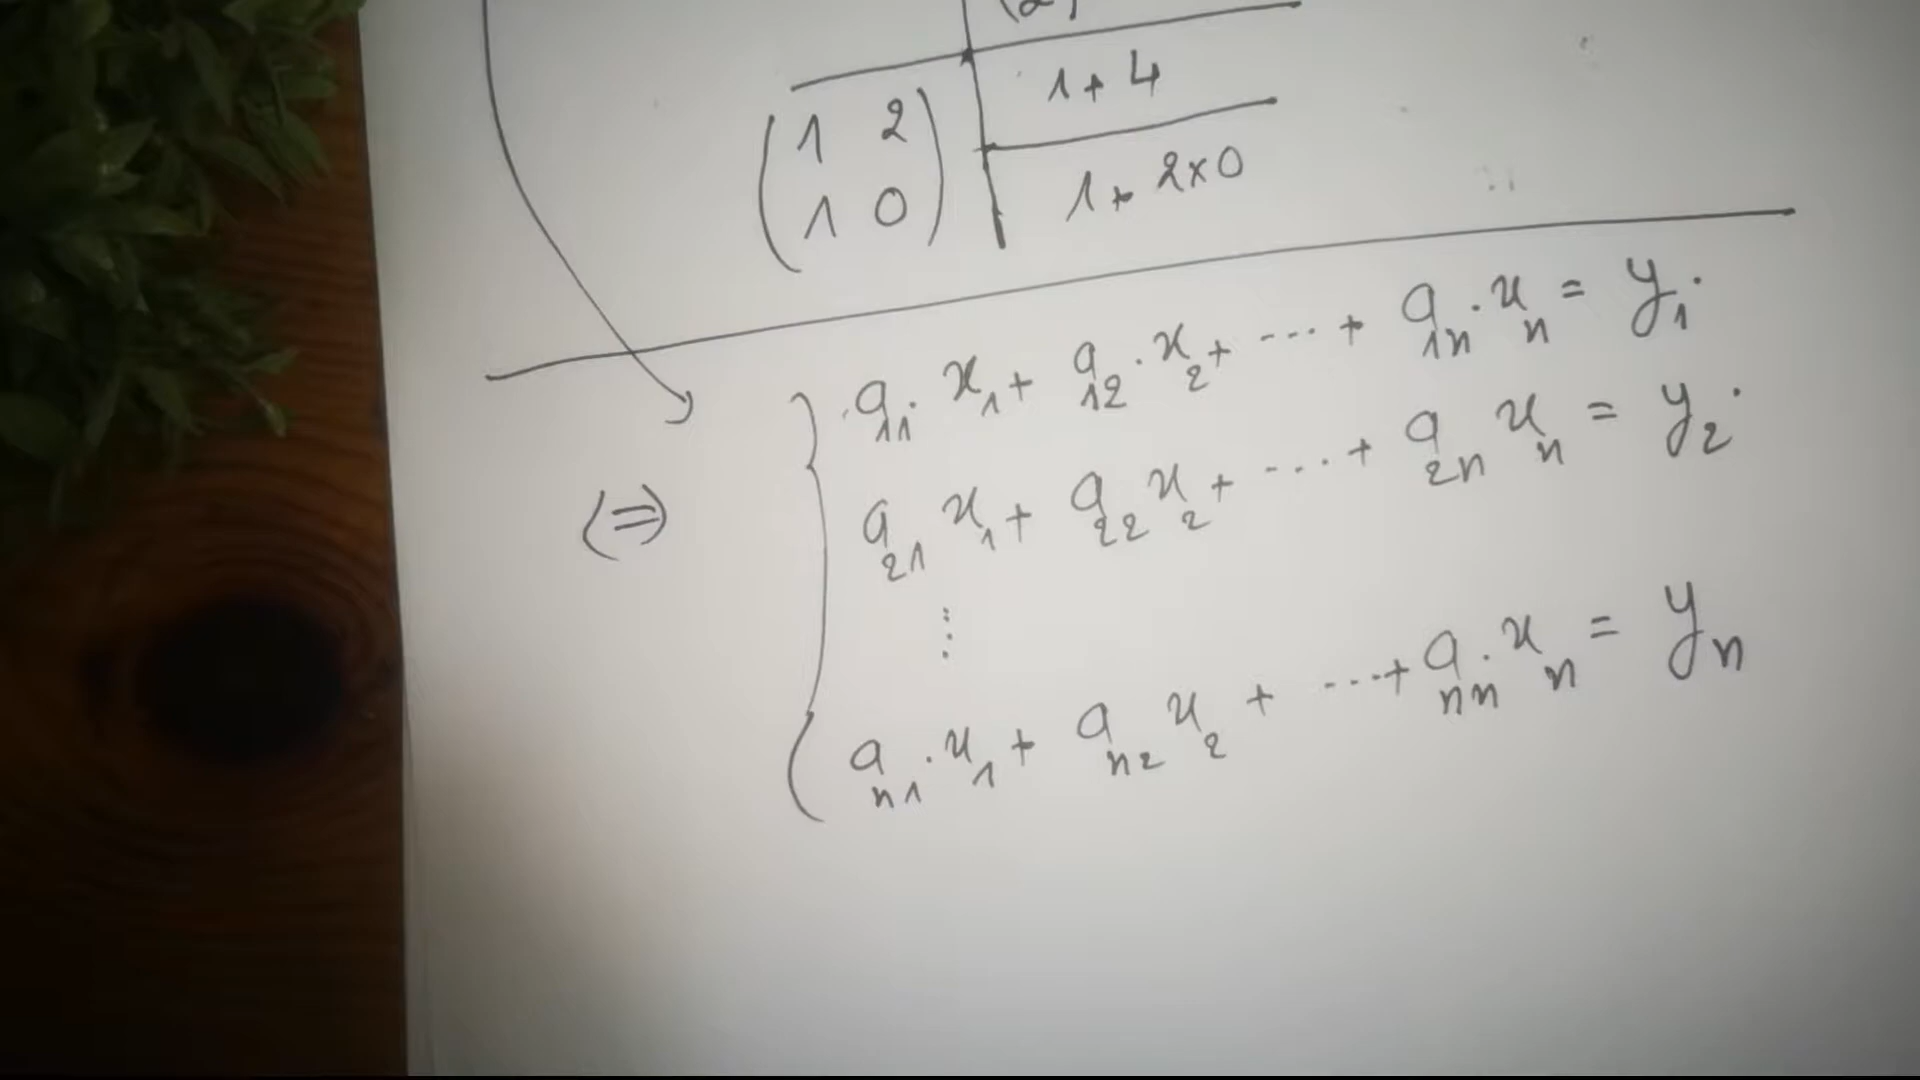 (2)
1 + 4
(1 2
1 0)
1 + 2×0
a₁₁ . x₁ + a₁₂ . x₂ + ... + a₁ₙ . xₙ = y₁ .
(=) a₂₁ x₁ + a₂₂ x₂ + ... + a₂ₙ xₙ = y₂ .
⋮
aₙ₁ . x₁ + aₙ₂ x₂ + ... + aₙₙ . xₙ = yₙ